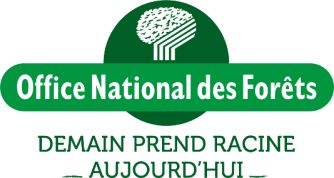 Office National des Forêts
DEMAIN PREND RACINE
AUJOURD'HUI